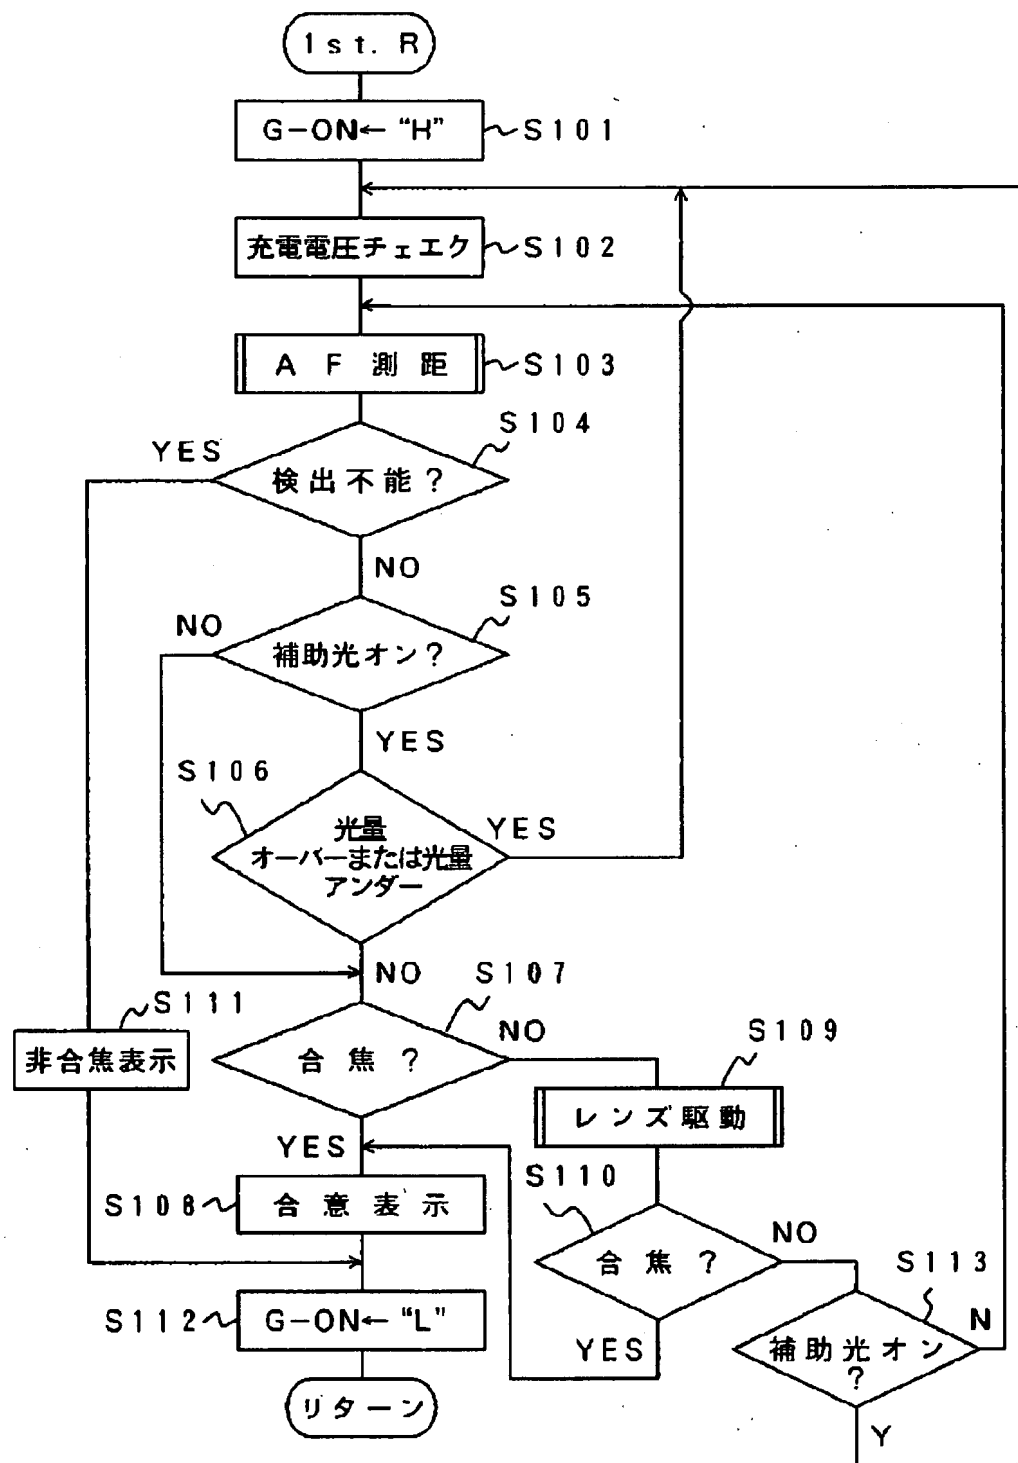 1st. R
G-ON← “H”
S101
充電電圧チェエク
S102
AF測距
S103
S104
YES
検出不能?
NO
S105
NO
補助光オン?
YES
S106
光量
オーバーまたは光量
アンダー
YES
NO
S107
S111
非合焦表示
合焦?
NO
S109
レンズ駆動
YES
S110
S108
合意表示
合焦?
NO
S113
S112
G-ON← “L”
YES
補助光オン
?
N
リターン
Y